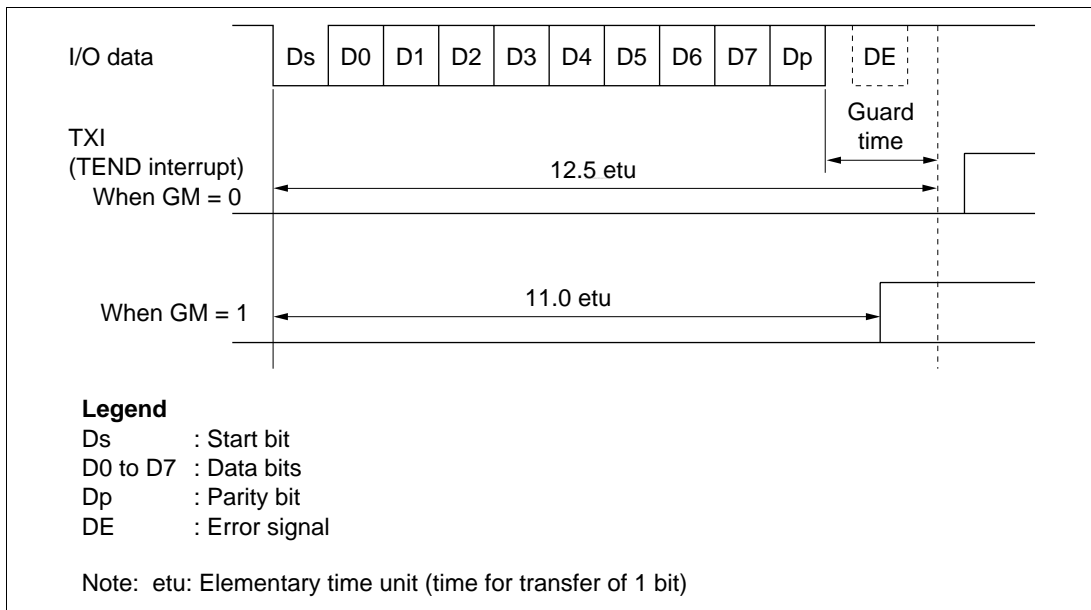 I/O data
Ds D0 D1 D2 D3 D4 D5 D6 D7 Dp DE
Guard
time
TXI
(TEND interrupt)
When GM = 0
12.5 etu
When GM = 1
11.0 etu
Legend
Ds : Start bit
D0 to D7 : Data bits
Dp : Parity bit
DE : Error signal
Note: etu: Elementary time unit (time for transfer of 1 bit)